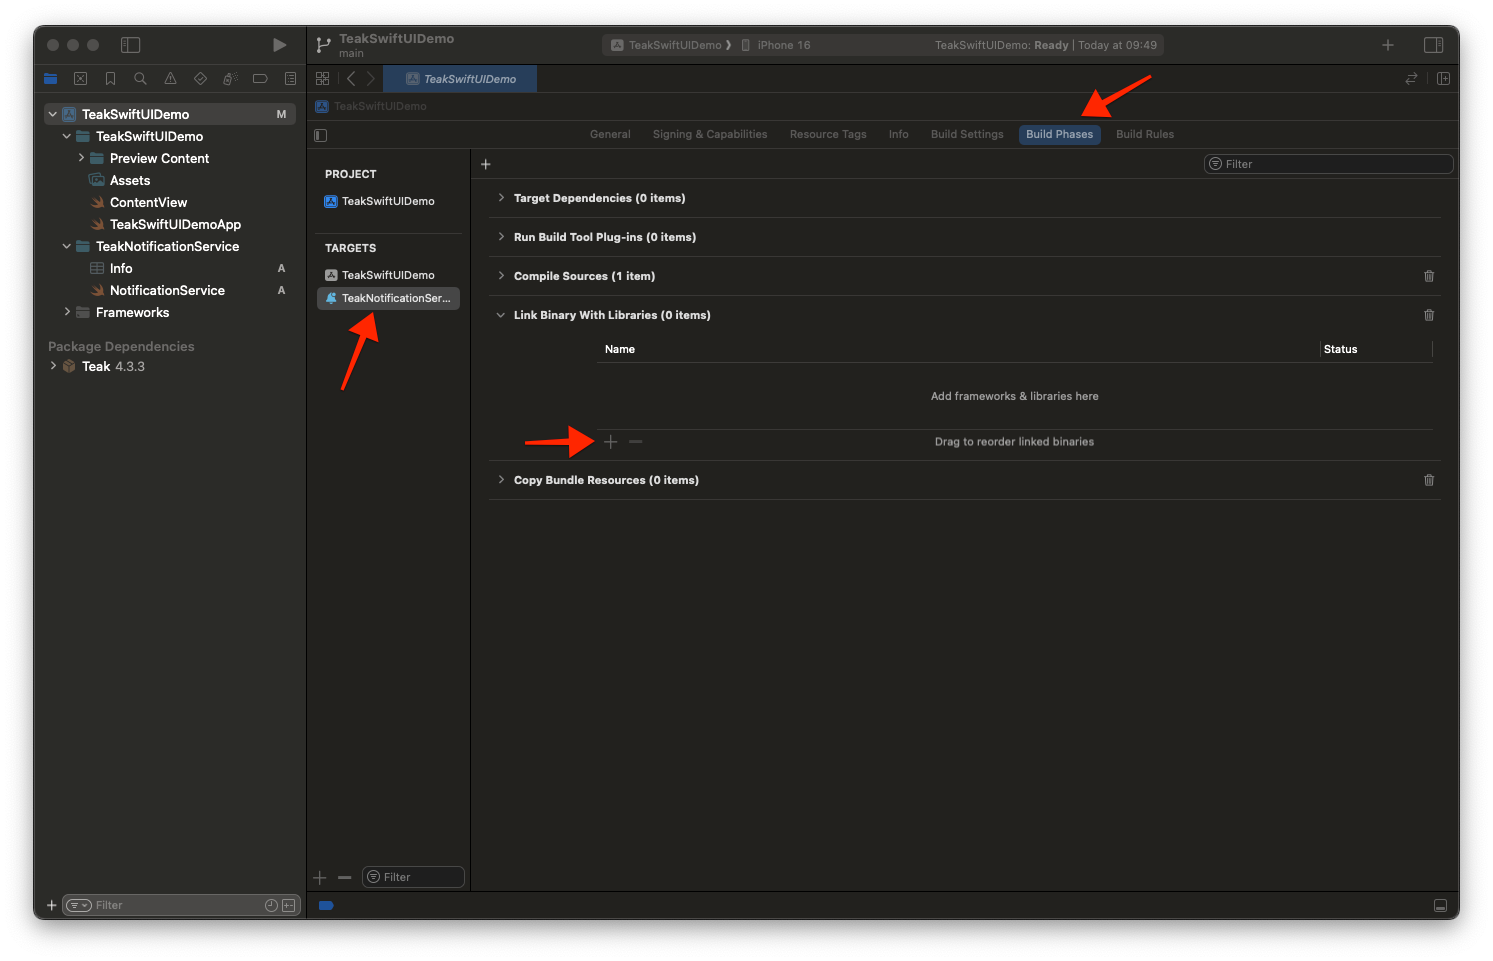 TeakSwiftUIDemo
main
TeakSwiftUIDemo ❯ iPhone 16
TeakSwiftUIDemo: Ready | Today at 09:49
TeakSwiftUIDemo
TeakSwiftUIDemo
General Signing & Capabilities Resource Tags Info Build Settings Build Phases Build Rules
TeakSwiftUIDemo M
TeakSwiftUIDemo
Preview Content
Assets
ContentView
TeakSwiftUIDemoApp
TeakNotificationService
Info A
NotificationService A
Frameworks
Package Dependencies
Teak 4.3.3
Filter
PROJECT
TeakSwiftUIDemo
TARGETS
TeakSwiftUIDemo
TeakNotificationSer...
Filter
Filter
Target Dependencies (0 items)
Run Build Tool Plug-ins (0 items)
Compile Sources (1 item)
Link Binary With Libraries (0 items)
Name Status
Add frameworks & libraries here
Drag to reorder linked binaries
Copy Bundle Resources (0 items)